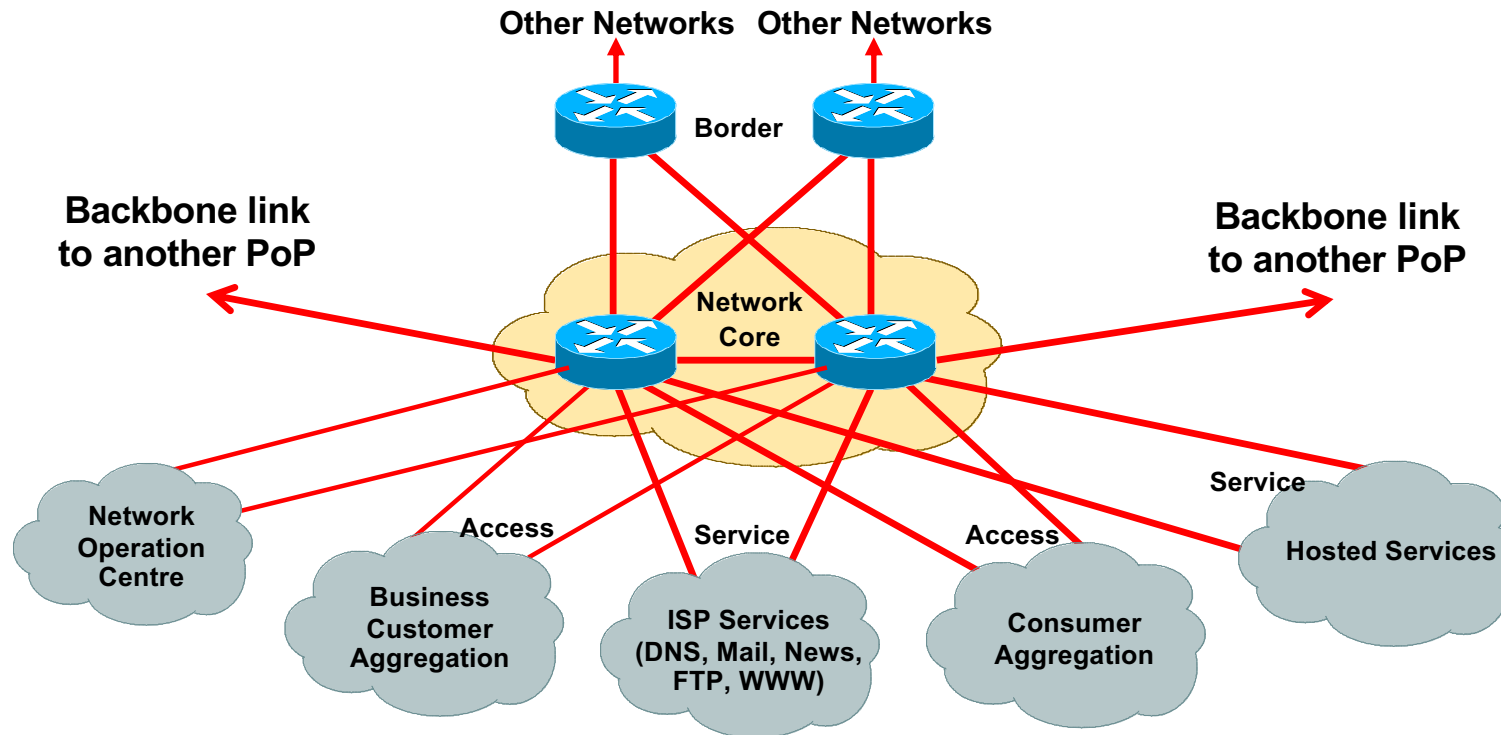 Other Networks
Other Networks
Border
Backbone link
to another PoP
Backbone link
to another PoP
Network
Core
Network
Operation
Centre
Access
Business
Customer
Aggregation
Service
ISP Services
(DNS, Mail, News,
FTP, WWW)
Access
Consumer
Aggregation
Service
Hosted Services